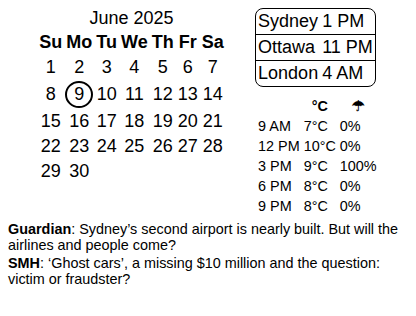 June 2025
Su Mo Tu We Th Fr Sa
1 2 3 4 5 6 7
8 9 10 11 12 13 14
15 16 17 18 19 20 21
22 23 24 25 26 27 28
29 30
Sydney 1 PM
Ottawa 11 PM
London 4 AM
°C ☂
9 AM 7°C 0%
12 PM 10°C 0%
3 PM 9°C 100%
6 PM 8°C 0%
9 PM 8°C 0%
Guardian: Sydney’s second airport is nearly built. But will the
airlines and people come?
SMH: ‘Ghost cars’, a missing $10 million and the question:
victim or fraudster?